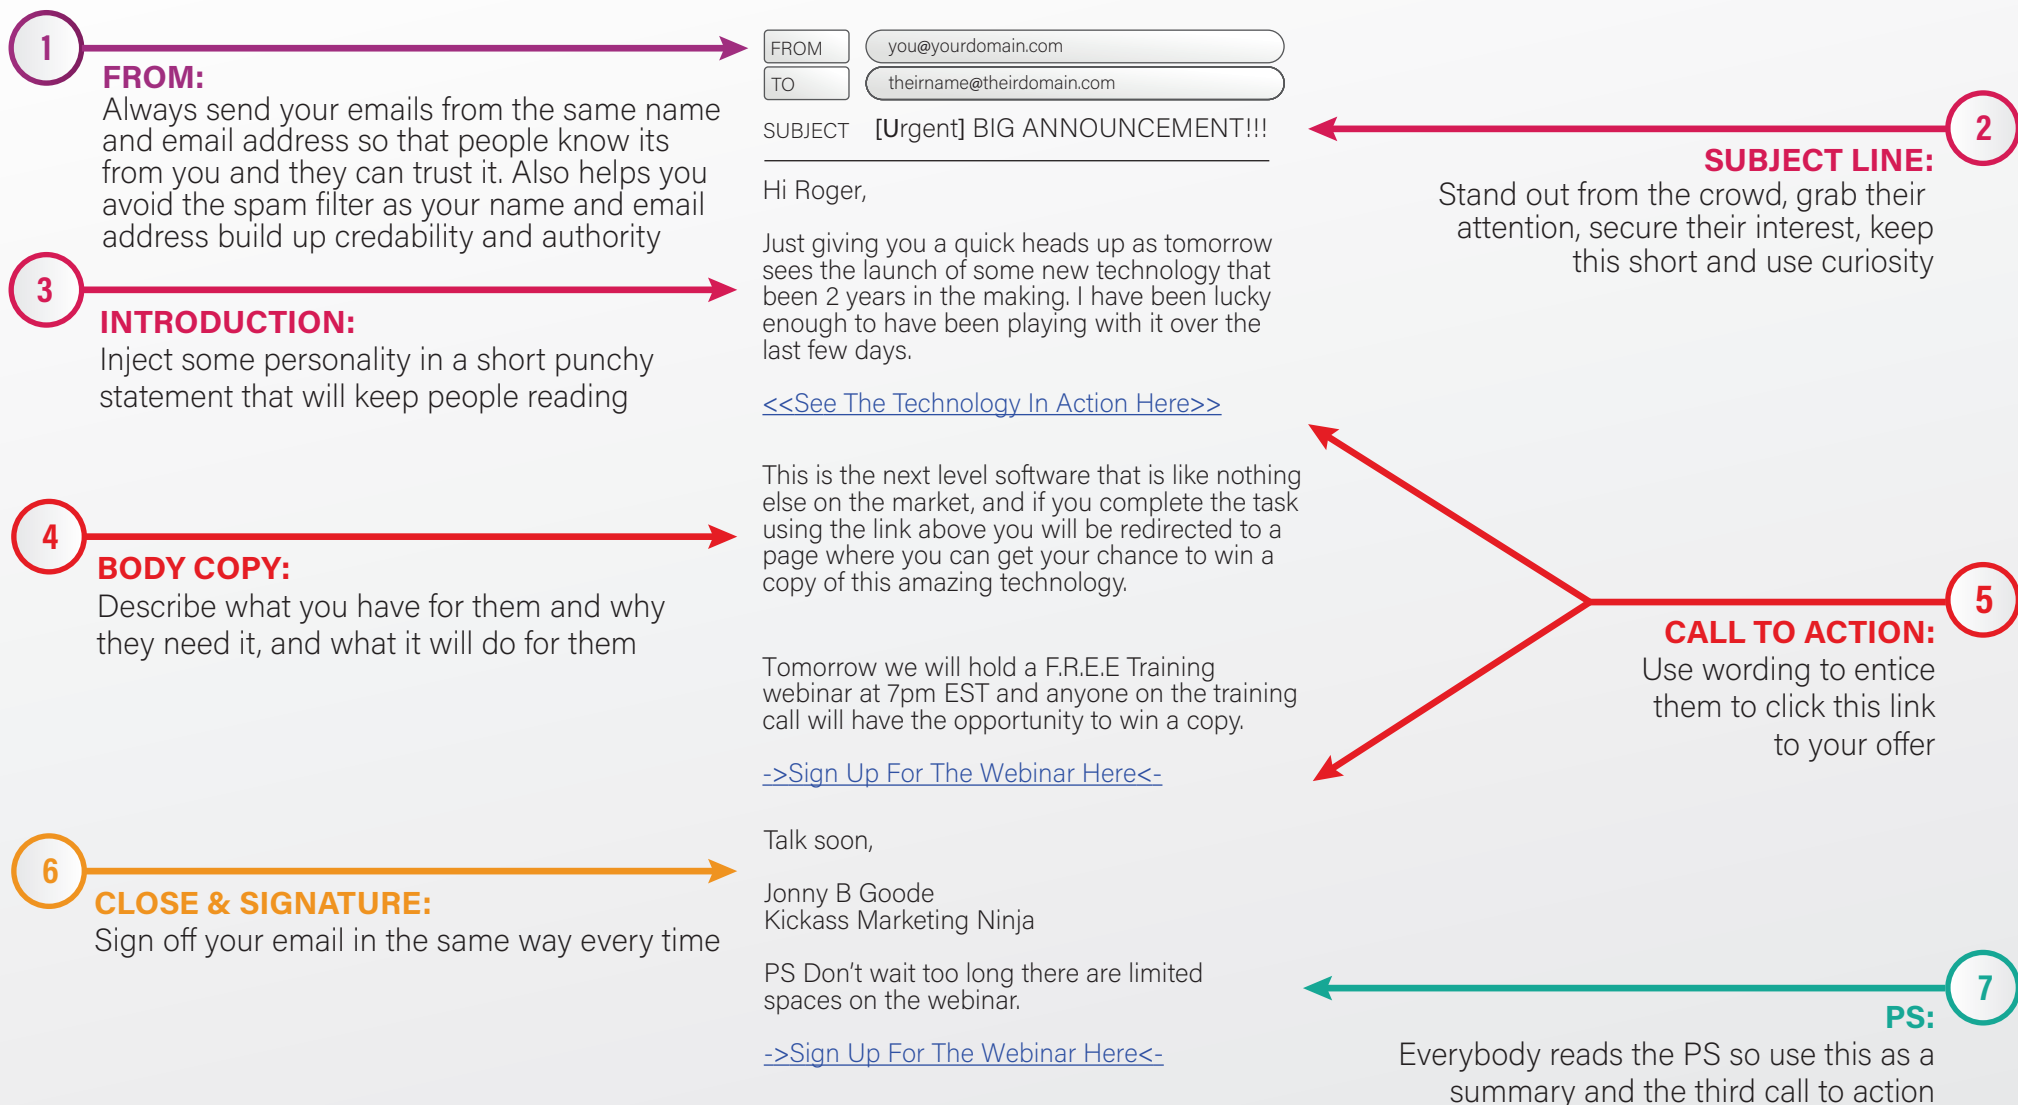 1
FROM:
Always send your emails from the same name
and email address so that people know its
from you and they can trust it. Also helps you
avoid the spam filter as your name and email
address build up credability and authority
FROM
you@yourdomain.com
TO
theirname@theirdomain.com
SUBJECT [Urgent] BIG ANNOUNCEMENT!!!
2
SUBJECT LINE:
Stand out from the crowd, grab their
attention, secure their interest, keep
this short and use curiosity
3
INTRODUCTION:
Inject some personality in a short punchy
statement that will keep people reading
Hi Roger,
Just giving you a quick heads up as tomorrow
sees the launch of some new technology that
been 2 years in the making. I have been lucky
enough to have been playing with it over the
last few days.
<<See The Technology In Action Here>>
4
BODY COPY:
Describe what you have for them and why
they need it, and what it will do for them
This is the next level software that is like nothing
else on the market, and if you complete the task
using the link above you will be redirected to a
page where you can get your chance to win a
copy of this amazing technology.
Tomorrow we will hold a F.R.E.E Training
webinar at 7pm EST and anyone on the training
call will have the opportunity to win a copy.
->Sign Up For The Webinar Here<-
5
CALL TO ACTION:
Use wording to entice
them to click this link
to your offer
6
CLOSE & SIGNATURE:
Sign off your email in the same way every time
Talk soon,
Jonny B Goode
Kickass Marketing Ninja
PS Don't wait too long there are limited
spaces on the webinar.
->Sign Up For The Webinar Here<-
7
PS:
Everybody reads the PS so use this as a
summary and the third call to action